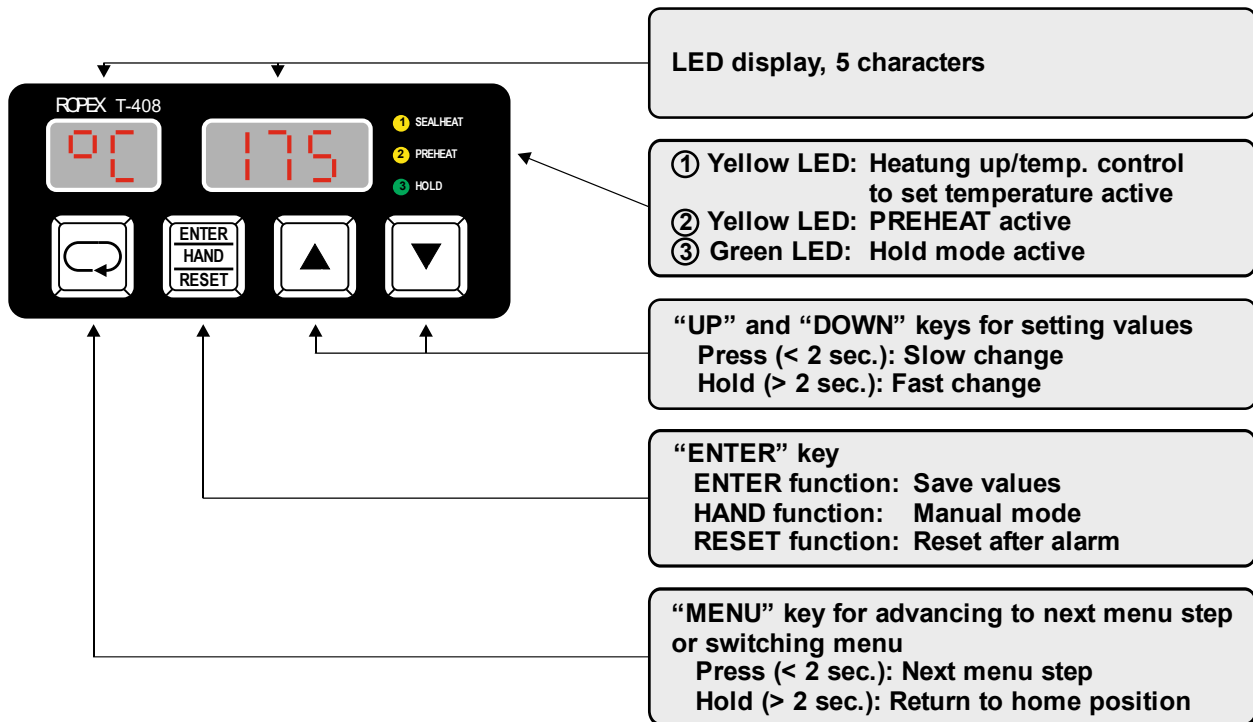 LED display, 5 characters
ROPEX T-408
°C 175
1 SEALHEAT
2 PREHEAT
3 HOLD
ENTER
HAND
RESET
▲
▼
① Yellow LED: Heatung up/temp. control
to set temperature active
② Yellow LED: PREHEAT active
③ Green LED: Hold mode active
“UP” and “DOWN” keys for setting values
Press (< 2 sec.): Slow change
Hold (> 2 sec.): Fast change
“ENTER” key
ENTER function: Save values
HAND function: Manual mode
RESET function: Reset after alarm
“MENU” key for advancing to next menu step
or switching menu
Press (< 2 sec.): Next menu step
Hold (> 2 sec.): Return to home position